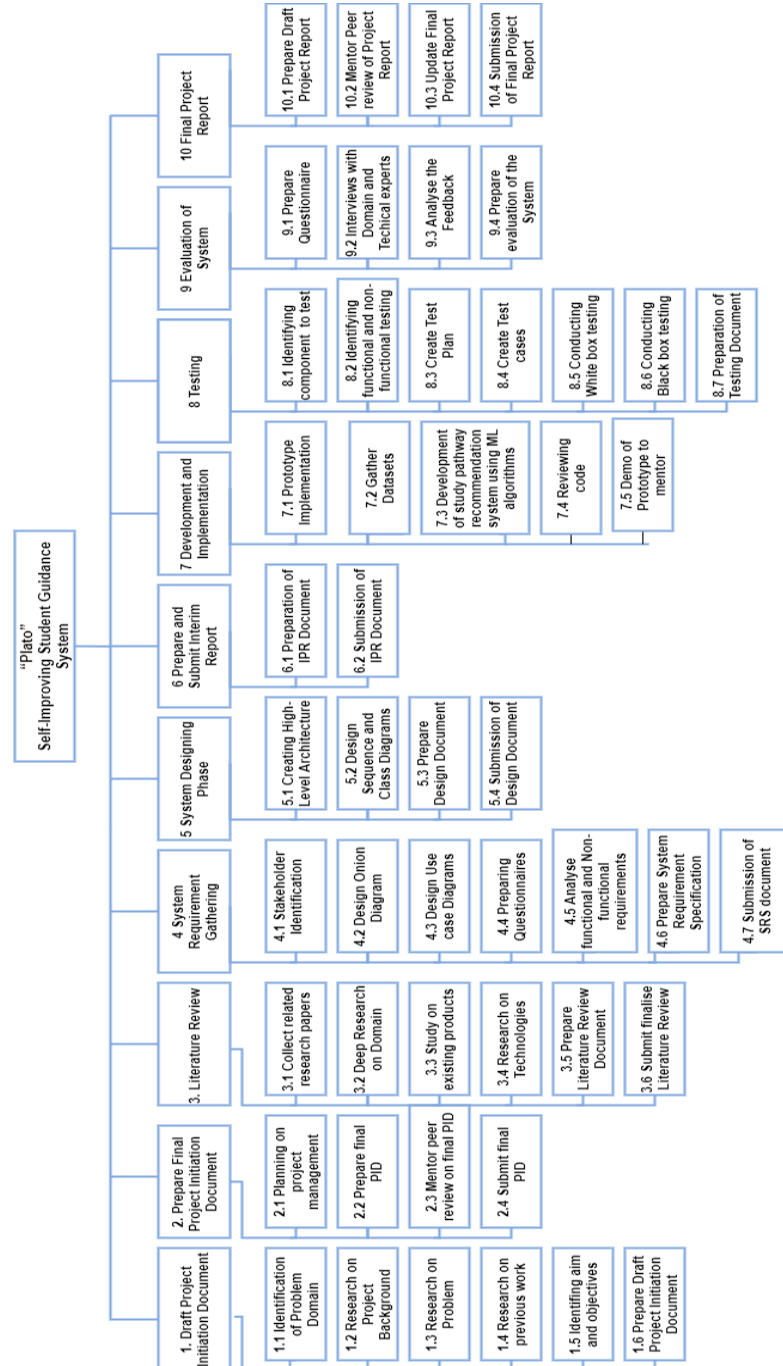 “Plato”
Self-Improving Student Guidance
System
1. Draft Project
Initiation Document
1.1 Identification
of Problem
Domain
1.2 Research on
Project
Background
1.3 Research on
Problem
1.4 Research on
previous work
1.5 Identifing aim
and objectives
1.6 Prepare Draft
Project Initiation
Document
2. Prepare Final
Project Initiation
Document
2.1 Planning on
project
management
2.2 Prepare final
PID
2.3 Mentor peer
review on final PID
2.4 Submit final
PID
3. Literature Review
3.1 Collect related
research papers
3.2 Deep Research
on Domain
3.3 Study on
existing products
3.4 Research on
Technologies
3.5 Prepare
Literature Review
Document
3.6 Submit finalise
Literature Review
4 System
Requirement
Gathering
4.1 Stakeholder
Identification
4.2 Design Onion
Diagram
4.3 Design Use
case Diagrams
4.4 Preparing
Questionnaires
4.5 Analyse
functional and Non-
functional
requirements
4.6 Prepare System
Requirement
Specification
4.7 Submission of
SRS document
5 System Designing
Phase
5.1 Creating High-
Level Architecture
5.2 Design
Sequence and
Class Diagrams
5.3 Prepare
Design Document
5.4 Submission of
Design Document
6 Prepare and
Submit Interim
Report
6.1 Preparation of
IPR Document
6.2 Submission of
IPR Document
7 Development and
Implementation
7.1 Prototype
Implementation
7.2 Gather
Datasets
7.3 Development
of study pathway
recommendation
system using ML
algorithms
7.4 Reviewing
code
7.5 Demo of
Prototype to
mentor
8 Testing
8.1 Identifying
component to test
8.2 Identifying
functional and non-
functional testing
8.3 Create Test
Plan
8.4 Create Test
cases
8.5 Conducting
White box testing
8.6 Conducting
Black box testing
8.7 Preparation of
Testing Document
9 Evaluation of
System
9.1 Prepare
Questionnaire
9.2 Interviews with
Domain and
Techical experts
9.3 Analyse the
Feedback
9.4 Prepare
evaluation of the
System
10 Final Project
Report
10.1 Prepare Draft
Project Report
10.2 Mentor Peer
review of Project
Report
10.3 Update Final
Project Report
10.4 Submission
of Final Project
Report